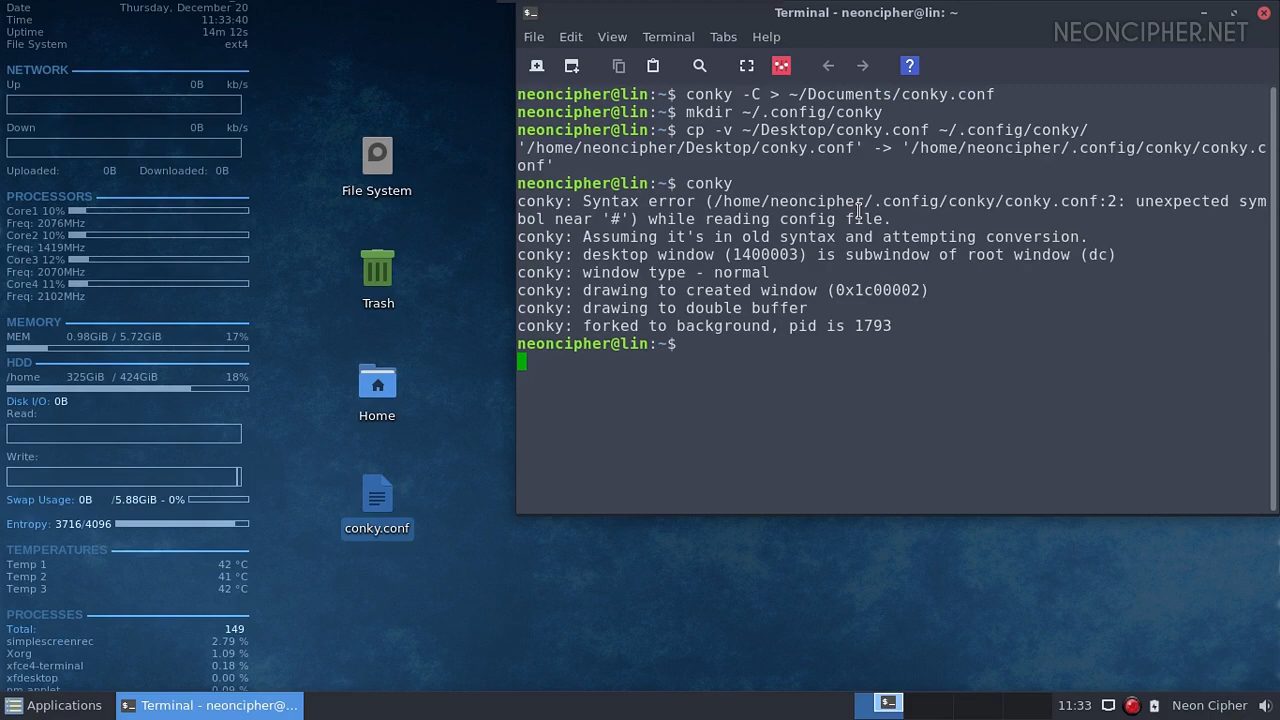 Date Thursday, December 20
Time 11:33:40
Uptime 14m 12s
File System ext4
NETWORK
Up 0B kb/s
Down 0B kb/s
Uploaded: 0B Downloaded: 0B
PROCESSORS
Core1 10%
Freq: 2076MHz
Core2 10%
Freq: 1419MHz
Core3 12%
Freq: 2070MHz
Core4 11%
Freq: 2102MHz
MEMORY
MEM 0.98GiB / 5.72GiB 17%
HDD
/home 325GiB / 424GiB 18%
Disk I/O: 0B
Read:
Write:
Swap Usage: 0B /5.88GiB - 0%
Entropy: 3716/4096
TEMPERATURES
Temp 1 42 °C
Temp 2 41 °C
Temp 3 42 °C
PROCESSES
Total: 149
simplescreenrec 2.79 %
Xorg 1.09 %
xfce4-terminal 0.18 %
xfdesktop 0.00 %
nm-applet 0.09 %
File System
Trash
Home
conky.conf
Terminal - neoncipher@lin: ~
NEONCIPHER.NET
File Edit View Terminal Tabs Help
neoncipher@lin:~$ conky -C > ~/Documents/conky.conf
neoncipher@lin:~$ mkdir ~/.config/conky
neoncipher@lin:~$ cp -v ~/Desktop/conky.conf ~/.config/conky/
'/home/neoncipher/Desktop/conky.conf' -> '/home/neoncipher/.config/conky/conky.c
onf'
neoncipher@lin:~$ conky
conky: Syntax error (/home/neoncipher/.config/conky/conky.conf:2: unexpected sym
bol near '#') while reading config file.
conky: Assuming it's in old syntax and attempting conversion.
conky: desktop window (1400003) is subwindow of root window (dc)
conky: window type - normal
conky: drawing to created window (0x1c00002)
conky: drawing to double buffer
conky: forked to background, pid is 1793
neoncipher@lin:~$
Applications
Terminal - neoncipher@...
11:33
Neon Cipher